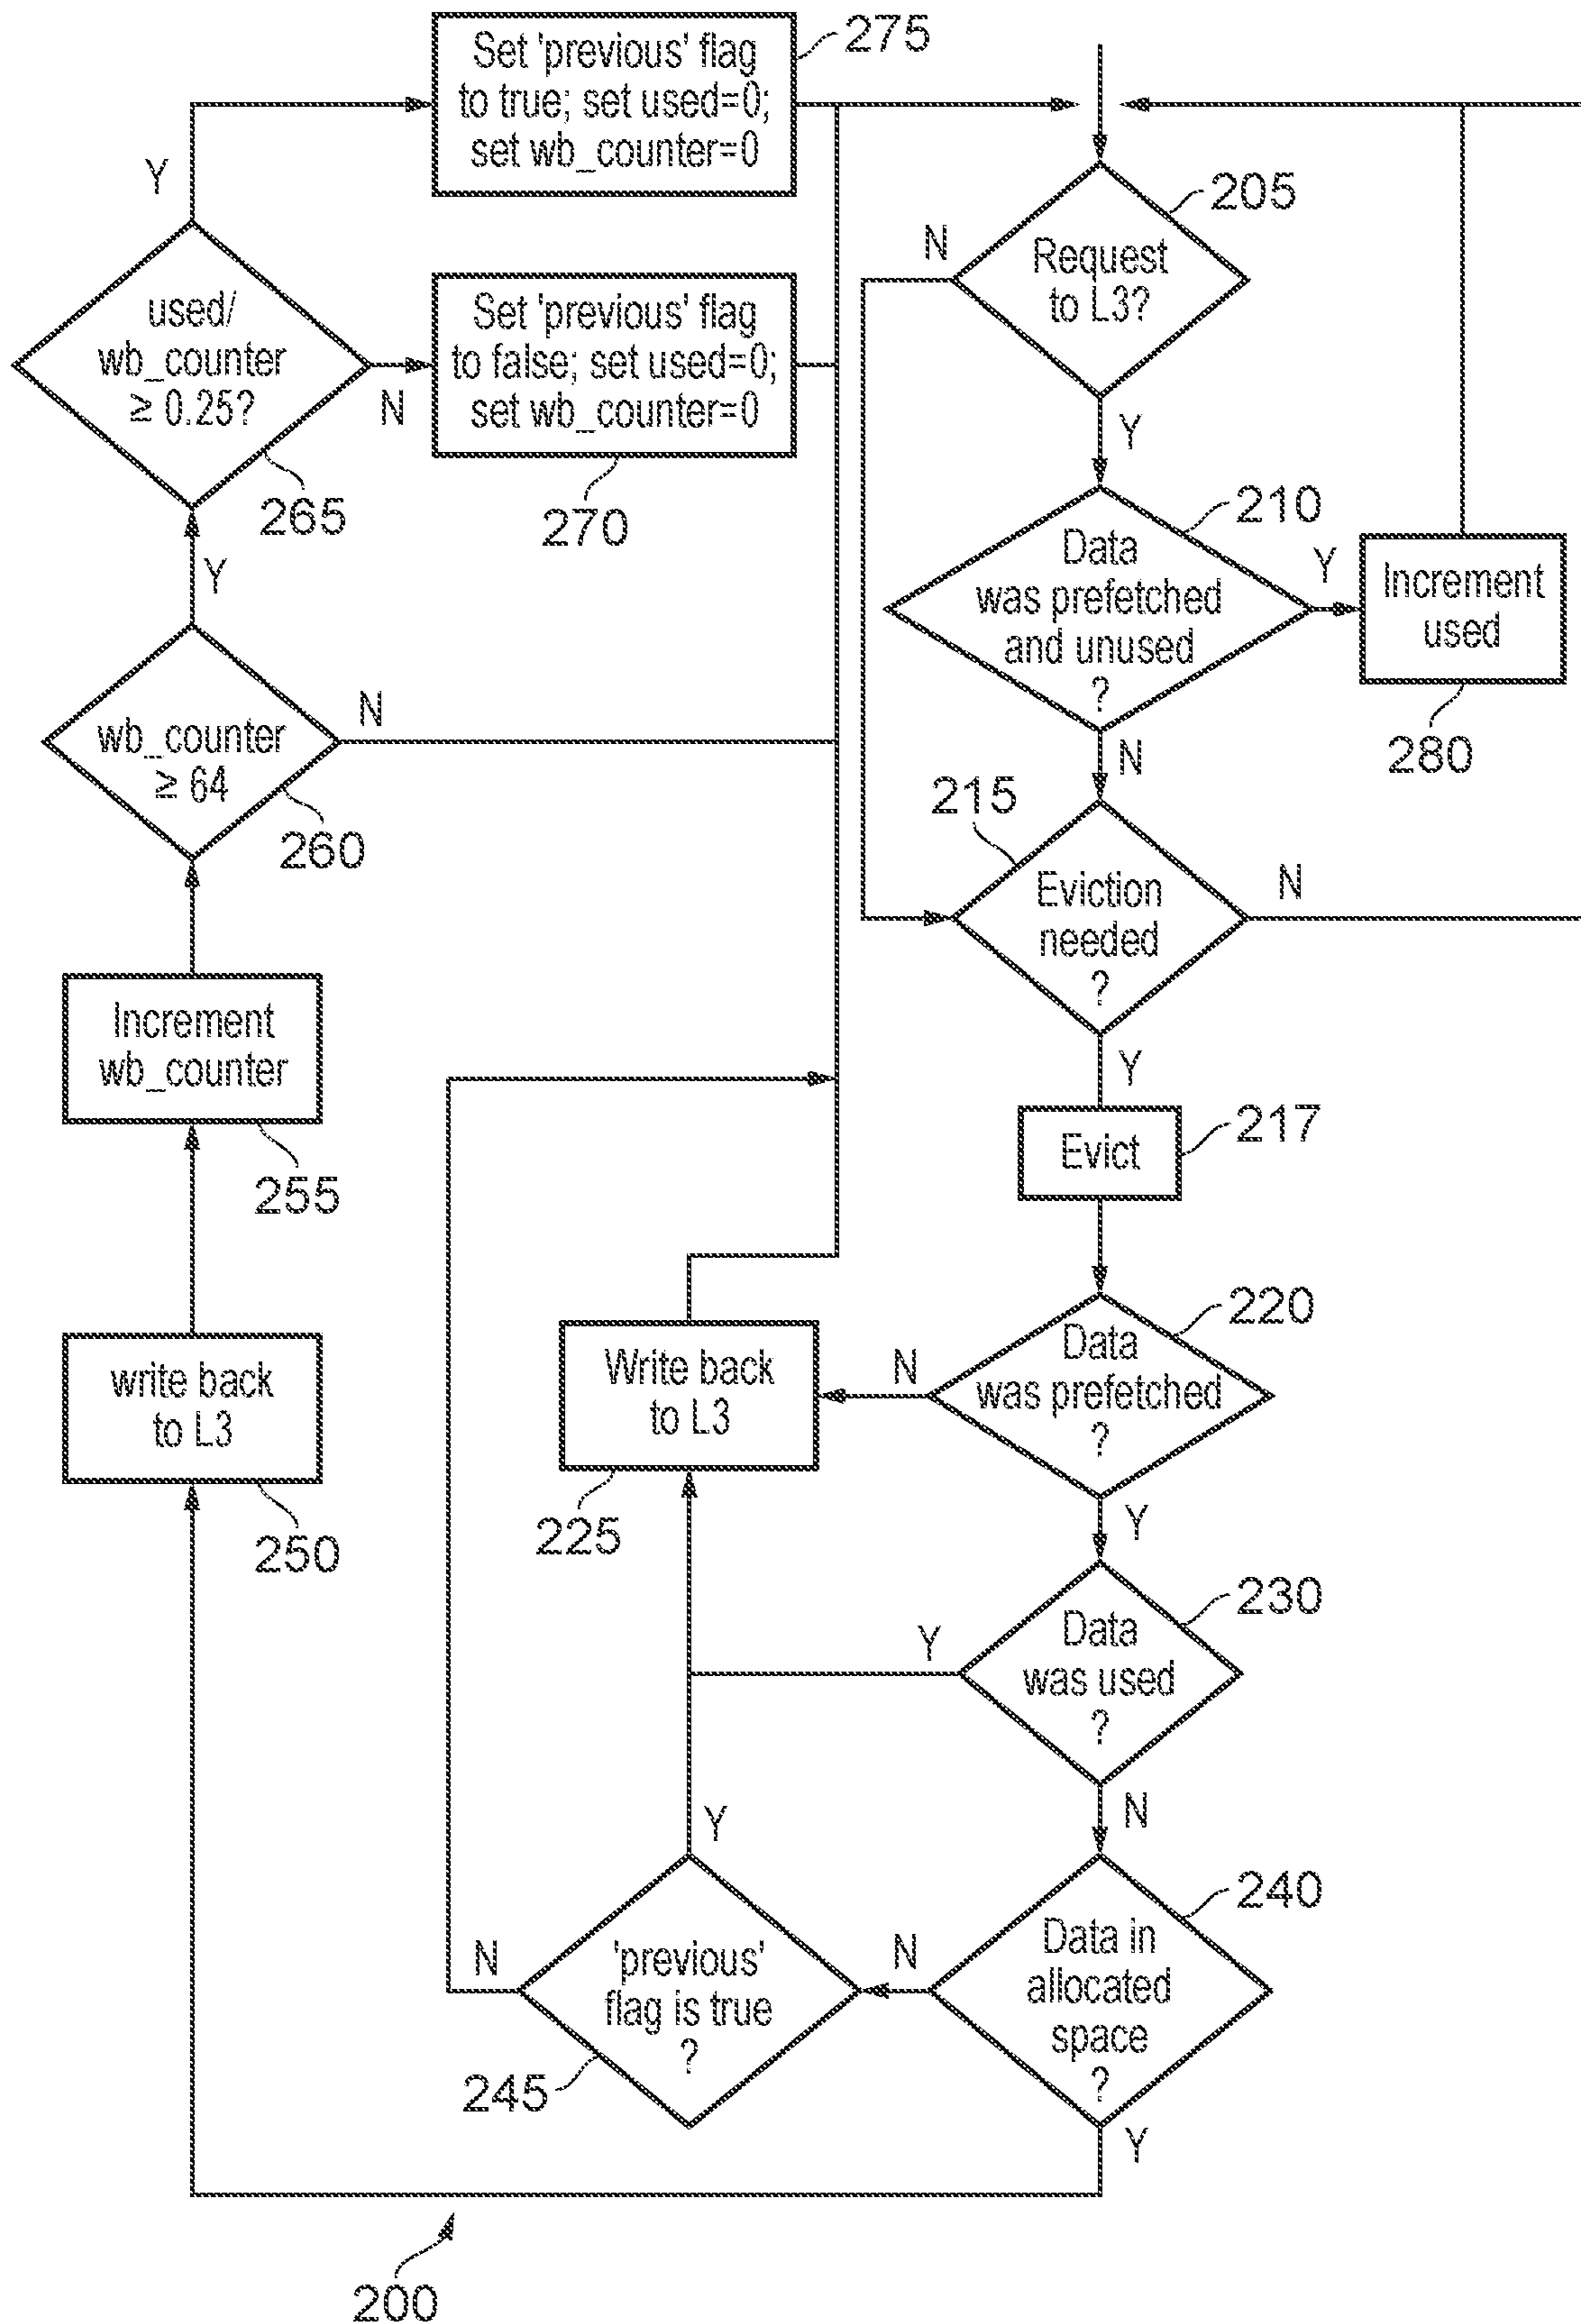 Set 'previous' flag
to true; set used=0;
set wb_counter=0
275
Y
205
N
Request
to L3?
used/
wb_counter
≥ 0.25?
Set 'previous' flag
to false; set used=0;
set wb_counter=0
N
265
270
Y
Y
210
Data
was prefetched
and unused
?
Y
Increment
used
280
N
wb_counter
≥ 64
N
260
215
Eviction
needed
?
N
Y
Increment
wb_counter
255
Evict
217
220
Data
was prefetched
?
N
Write back
to L3
225
write back
to L3
250
Y
230
Data
was used
?
Y
N
Y
240
Data in
allocated
space
?
N
'previous'
flag is true
?
N
245
Y
200